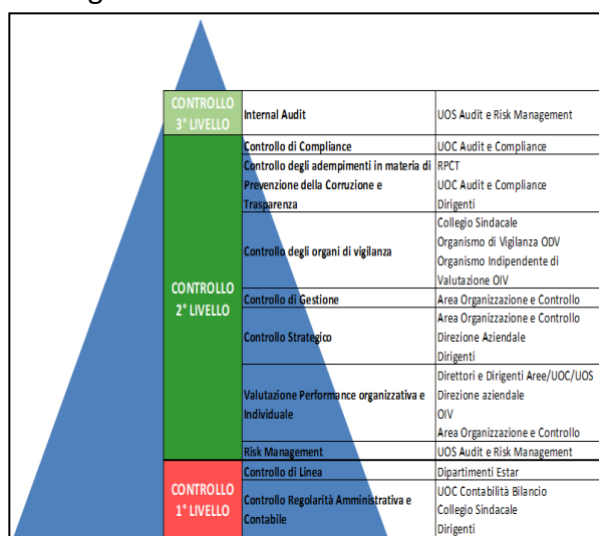 CONTROLLO
3° LIVELLO
Internal Audit
UOS Audit e Risk Management
CONTROLLO
2° LIVELLO
Controllo di Compliance
UOC Audit e Compliance
Controllo degli adempimenti in materia di
Prevenzione della Corruzione e
Trasparenza
RPCT
UOC Audit e Compliance
Dirigenti
Controllo degli organi di vigilanza
Collegio Sindacale
Organismo di Vigilanza ODV
Organismo Indipendente di
Valutazione OIV
Controllo di Gestione
Area Organizzazione e Controllo
Controllo Strategico
Area Organizzazione e Controllo
Direzione Aziendale
Dirigenti
Valutazione Performance organizzativa e
Individuale
Direttori e Dirigenti Aree/UOC/UOS
Direzione aziendale
OIV
Area Organizzazione e Controllo
Risk Management
UOS Audit e Risk Management
CONTROLLO
1° LIVELLO
Controllo di Linea
Dipartimenti Estar
Controllo Regolarità Amministrativa e
Contabile
UOC Contabilità Bilancio
Collegio Sindacale
Dirigenti